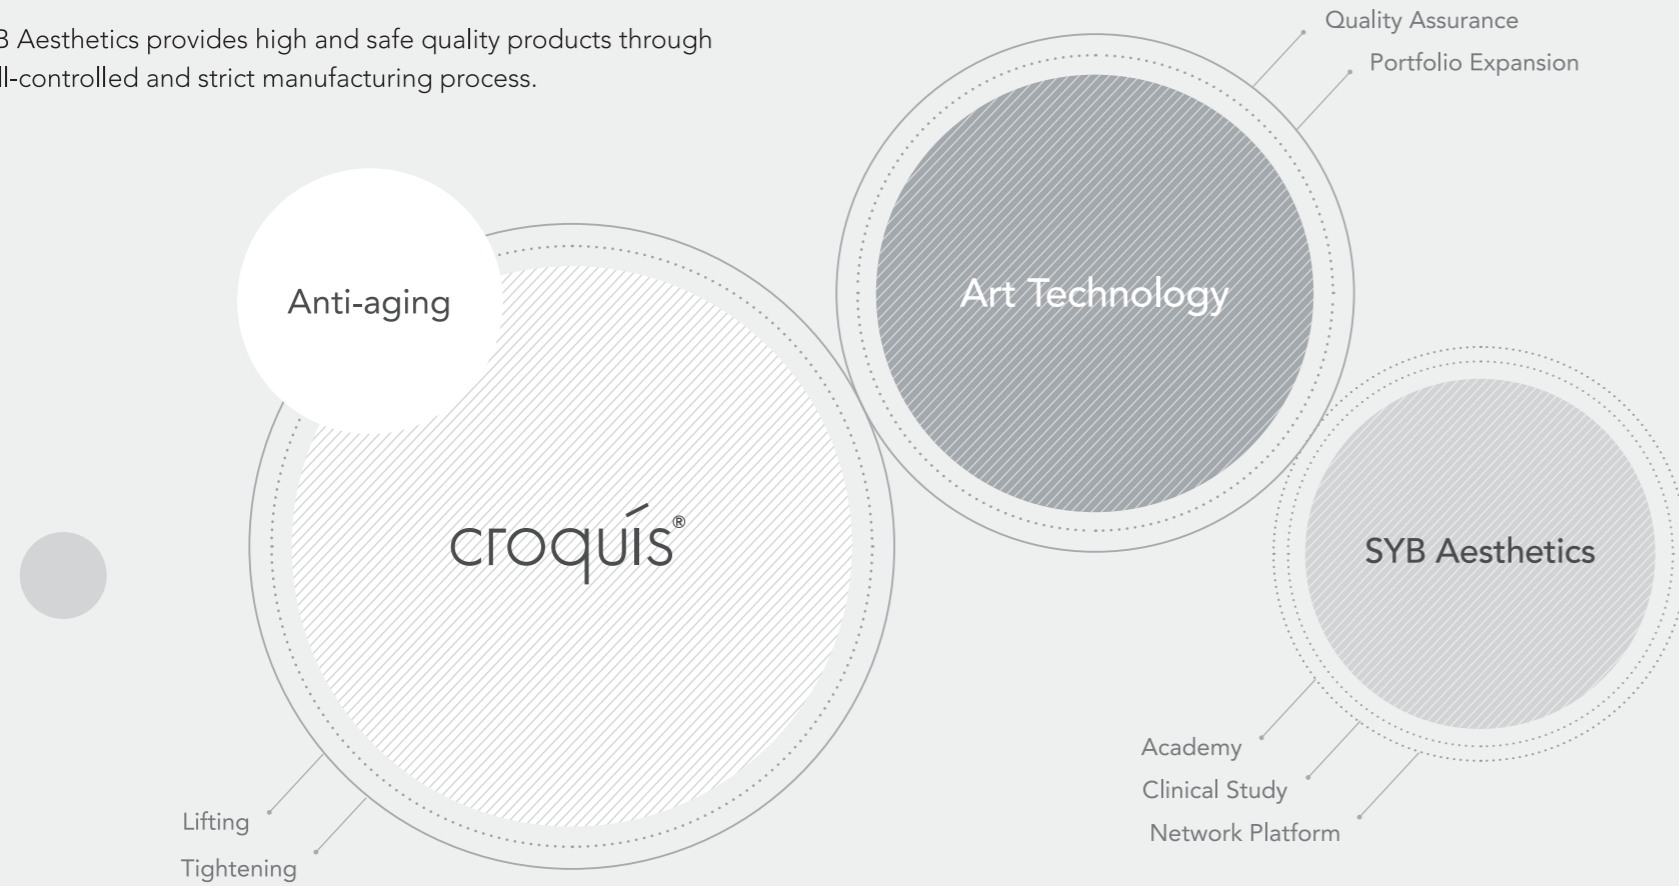 B Aesthetics provides high and safe quality products through
ll-controlled and strict manufacturing process.
Quality Assurance
Portfolio Expansion
Anti-aging
Art Technology
croquís®
SYB Aesthetics
Academy
Clinical Study
Network Platform
Lifting
Tightening